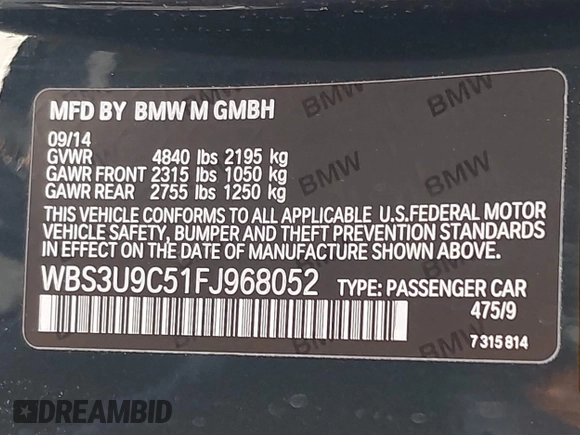 MFD BY BMW M GMBH
09/14
GVWR 4840 lbs 2195 kg
GAWR FRONT 2315 lbs 1050 kg
GAWR REAR 2755 lbs 1250 kg
THIS VEHICLE CONFORMS TO ALL APPLICABLE U.S.FEDERAL MOTOR
VEHICLE SAFETY, BUMPER AND THEFT PREVENTION STANDARDS
IN EFFECT ON THE DATE OF MANUFACTURE SHOWN ABOVE.
WBS3U9C51FJ968052 TYPE: PASSENGER CAR
475/9
7 315 814
BMW
BMW
BMW
BMW
BMW
DREAMBID